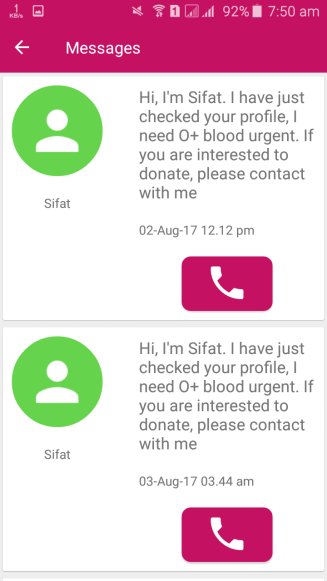 1
KB/s
1
92%
7:50 am
Messages
Hi, I'm Sifat. I have just
checked your profile, I
need O+ blood urgent. If
you are interested to
donate, please contact
with me
Sifat
02-Aug-17 12.12 pm
Hi, I'm Sifat. I have just
checked your profile, I
need O+ blood urgent. If
you are interested to
donate, please contact
with me
Sifat
03-Aug-17 03.44 am